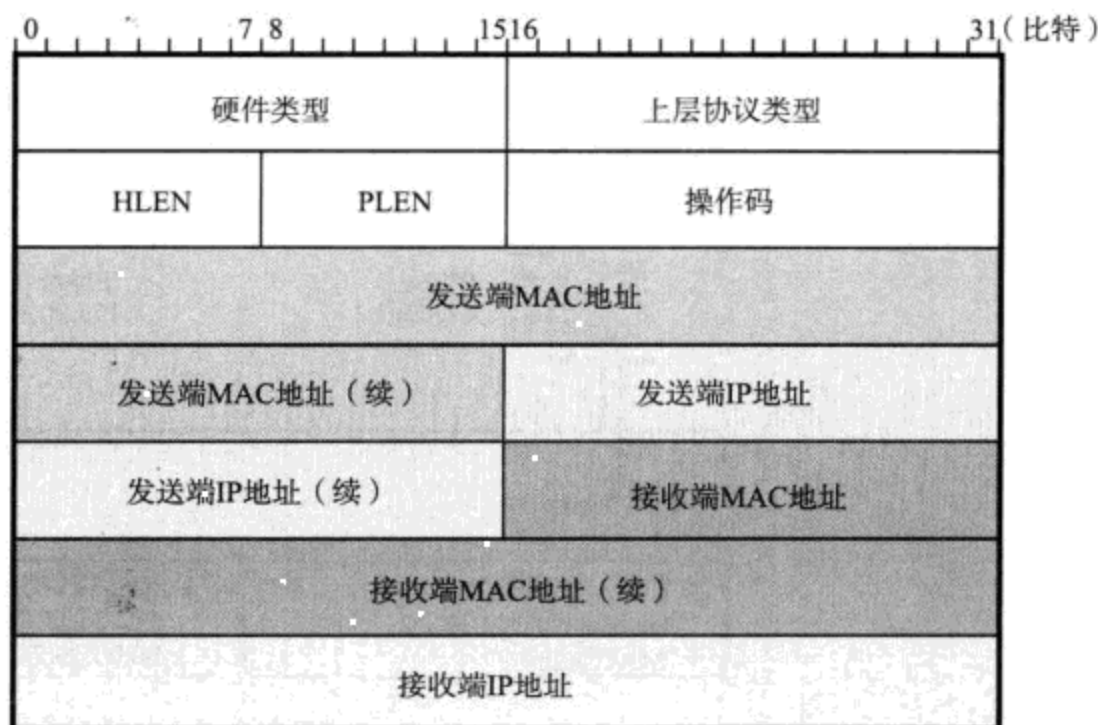 0 7 8 1516 31(比特)
硬件类型 上层协议类型
HLEN PLEN 操作码
发送端MAC地址
发送端MAC地址(续) 发送端IP地址
发送端IP地址(续) 接收端MAC地址
接收端MAC地址(续)
接收端IP地址